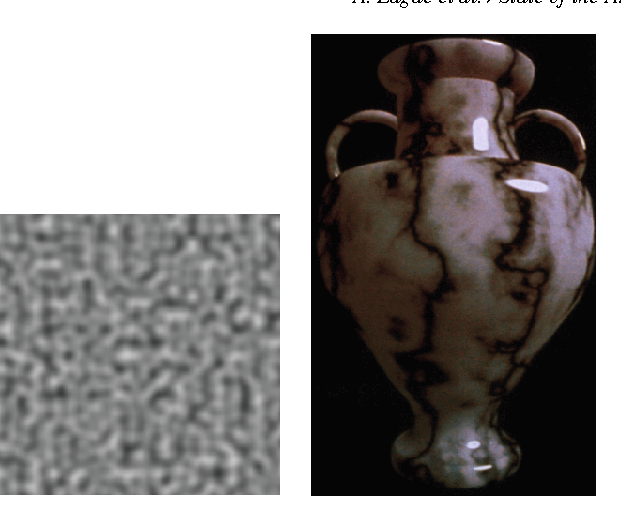 A. Lagae et al. / State of the A